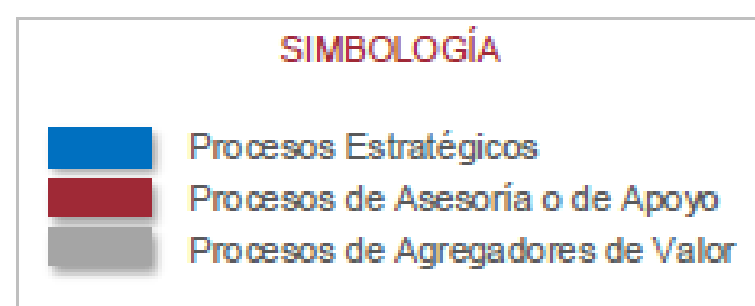 SIMBOLOGÍA
Procesos Estratégicos
Procesos de Asesoría o de Apoyo
Procesos de Agregadores de Valor